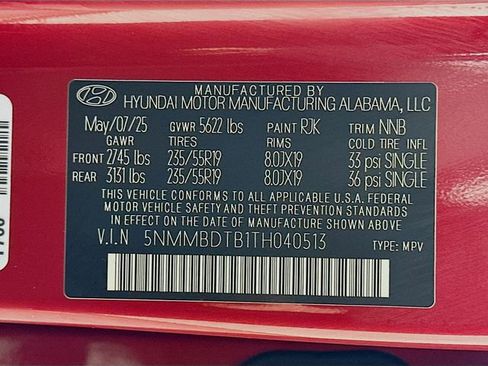 MANUFACTURED BY
HYUNDAI MOTOR MANUFACTURING ALABAMA, LLC
May/07/25 GVWR 5622 lbs PAINT RJK TRIM NNB
GAWR TIRES RIMS COLD TIRE INFL
FRONT 2745 lbs 235/55R19 8.0JX19 33 psi SINGLE
REAR 3131 lbs 235/55R19 8.0JX19 36 psi SINGLE
THIS VEHICLE CONFORMS TO ALL APPLICABLE U.S.A. FEDERAL
MOTOR VEHICLE SAFETY AND THEFT PREVENTION STANDARDS
IN EFFECT ON THE DATE OF MANUFACTURE SHOWN ABOVE
V.I.N 5NMMBDTB1TH040513 TYPE: MPV